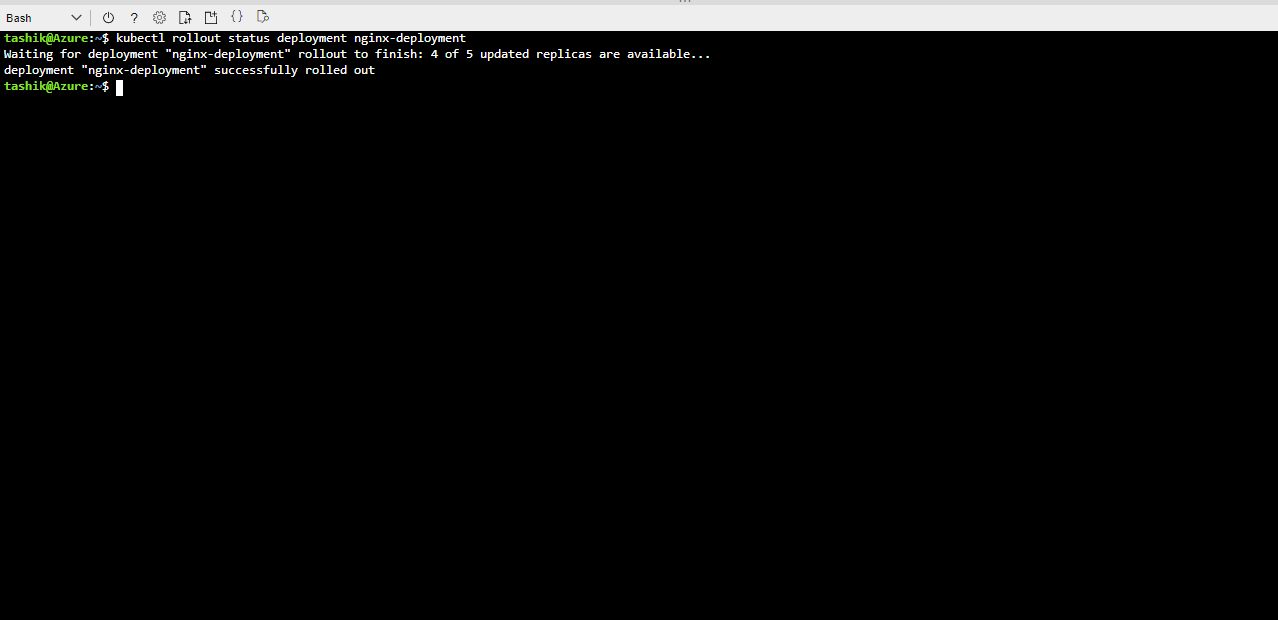 Bash
?
{}
tashik@Azure:~$ kubectl rollout status deployment nginx-deployment
Waiting for deployment "nginx-deployment" rollout to finish: 4 of 5 updated replicas are available...
deployment "nginx-deployment" successfully rolled out
tashik@Azure:~$